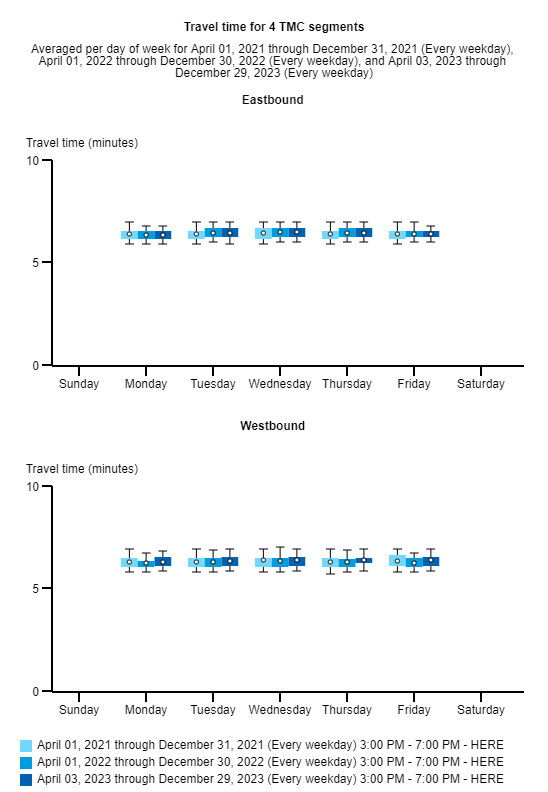 Travel time for 4 TMC segments
Averaged per day of week for April 01, 2021 through December 31, 2021 (Every weekday),
April 01, 2022 through December 30, 2022 (Every weekday), and April 03, 2023 through
December 29, 2023 (Every weekday)
Eastbound
Travel time (minutes)
10
5
0
Sunday Monday Tuesday Wednesday Thursday Friday Saturday
Westbound
Travel time (minutes)
10
5
0
Sunday Monday Tuesday Wednesday Thursday Friday Saturday
April 01, 2021 through December 31, 2021 (Every weekday) 3:00 PM - 7:00 PM - HERE
April 01, 2022 through December 30, 2022 (Every weekday) 3:00 PM - 7:00 PM - HERE
April 03, 2023 through December 29, 2023 (Every weekday) 3:00 PM - 7:00 PM - HERE